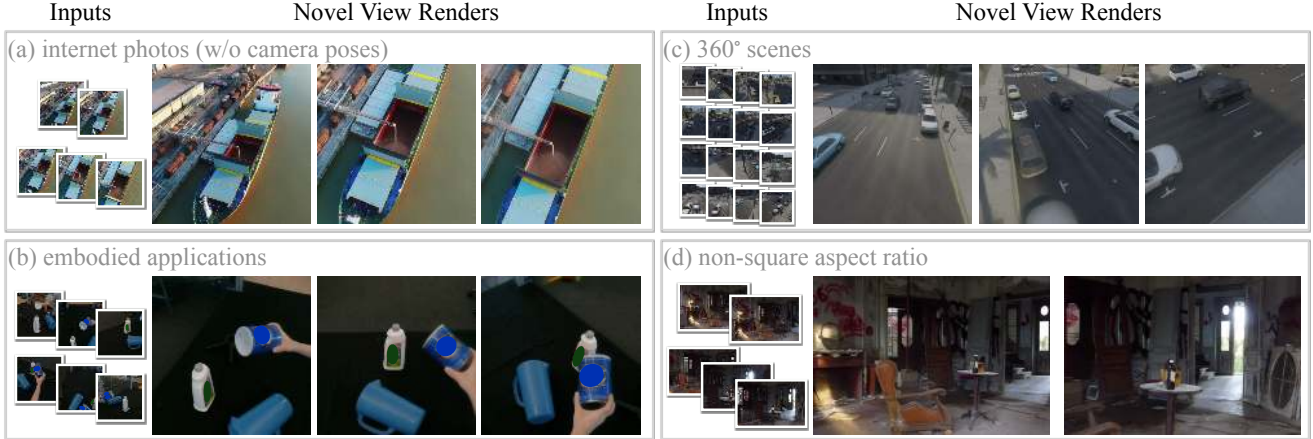 Inputs
Novel View Renders
Inputs
Novel View Renders
(a) internet photos (w/o camera poses)
(c) 360° scenes
(b) embodied applications
(d) non-square aspect ratio